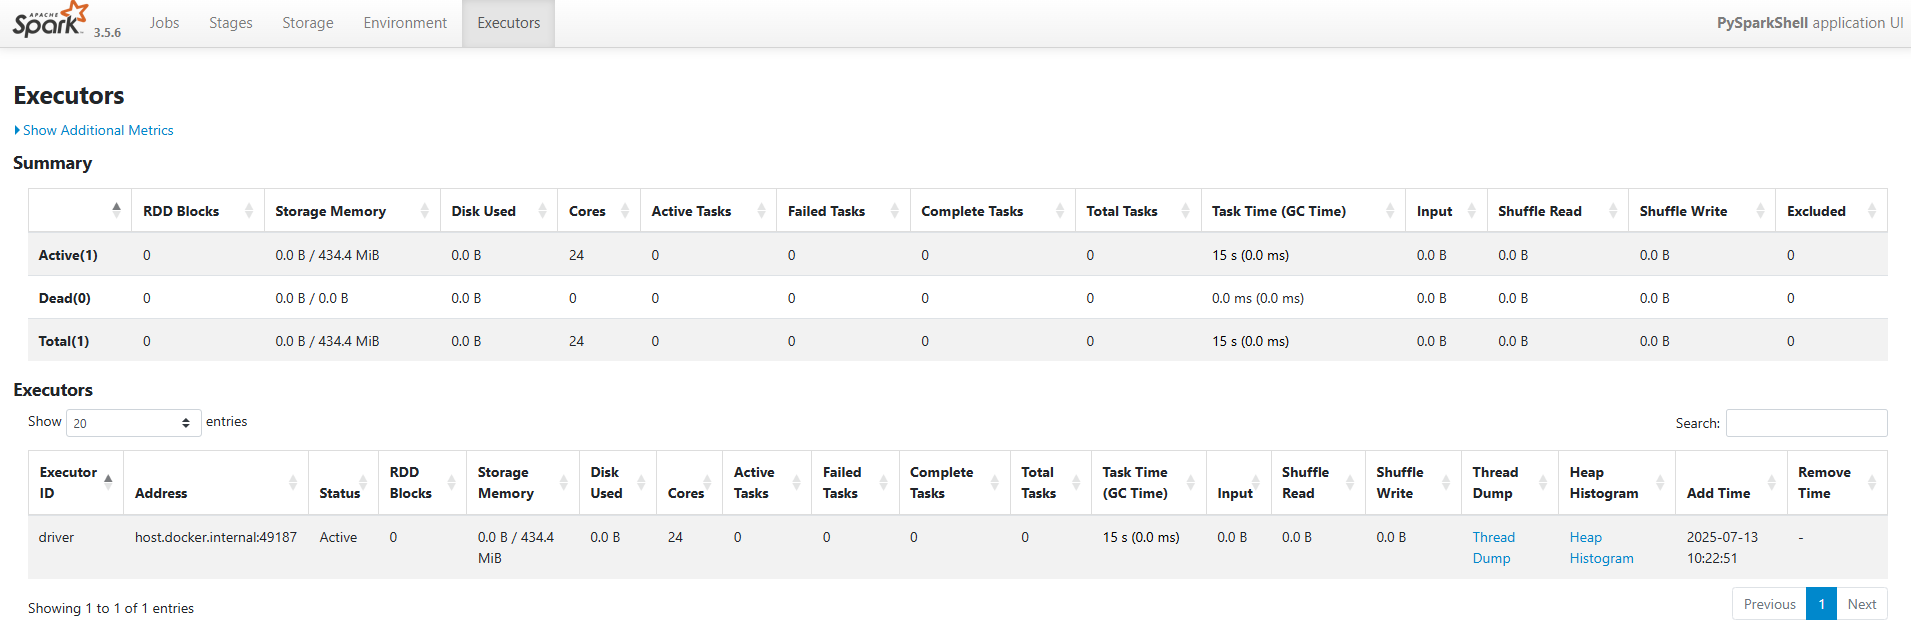 APACHE Spark 3.5.6 Jobs Stages Storage Environment Executors PySparkShell application UI
Executors
Show Additional Metrics
Summary
RDD Blocks Storage Memory Disk Used Cores Active Tasks Failed Tasks Complete Tasks Total Tasks Task Time (GC Time) Input Shuffle Read Shuffle Write Excluded
Active(1) 0 0.0 B / 434.4 MiB 0.0 B 24 0 0 0 0 15 s (0.0 ms) 0.0 B 0.0 B 0.0 B 0
Dead(0) 0 0.0 B / 0.0 B 0.0 B 0 0 0 0 0 0.0 ms (0.0 ms) 0.0 B 0.0 B 0.0 B 0
Total(1) 0 0.0 B / 434.4 MiB 0.0 B 24 0 0 0 0 15 s (0.0 ms) 0.0 B 0.0 B 0.0 B 0
Executors
Show 20 entries Search:
Executor ID Address Status RDD Blocks Storage Memory Disk Used Cores Active Tasks Failed Tasks Complete Tasks Total Tasks Task Time (GC Time) Input Shuffle Read Shuffle Write Thread Dump Heap Histogram Add Time Remove Time
driver host.docker.internal:49187 Active 0 0.0 B / 434.4 MiB 0.0 B 24 0 0 0 0 15 s (0.0 ms) 0.0 B 0.0 B 0.0 B Thread Dump Heap Histogram 2025-07-13 10:22:51 -
Showing 1 to 1 of 1 entries Previous 1 Next